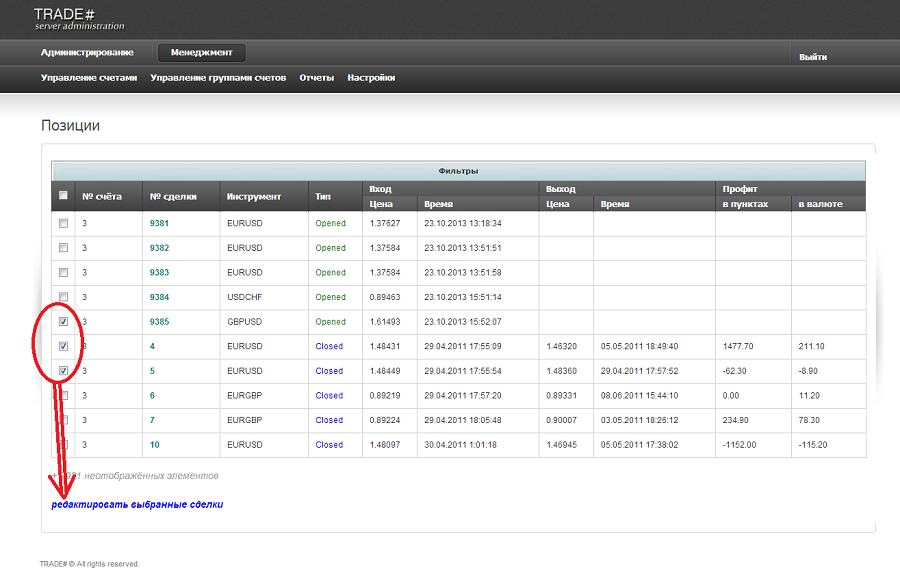 TRADE#
server administration
Администрирование Менеджмент Выйти
Управление счетами Управление группами счетов Отчеты Настройки
Позиции
Фильтры
№ счёта № сделки Инструмент Тип Вход Выход Профит
Цена Время Цена Время в пунктах в валюте
3 9381 EURUSD Opened 1.37627 23.10.2013 13:18:34
3 9382 EURUSD Opened 1.37584 23.10.2013 13:51:51
3 9383 EURUSD Opened 1.37584 23.10.2013 13:51:58
3 9384 USDCHF Opened 0.89463 23.10.2013 15:51:14
3 9385 GBPUSD Opened 1.61493 23.10.2013 15:52:07
3 4 EURUSD Closed 1.48431 29.04.2011 17:55:09 1.46320 05.05.2011 18:49:40 1477.70 211.10
3 5 EURUSD Closed 1.48449 29.04.2011 17:55:54 1.48360 29.04.2011 17:57:52 -62.30 -8.90
3 6 EURGBP Closed 0.89219 29.04.2011 17:57:20 0.89331 08.06.2011 15:44:10 0.00 11.20
3 7 EURGBP Closed 0.89224 29.04.2011 18:05:48 0.90007 03.05.2011 18:26:12 234.90 78.30
3 10 EURUSD Closed 1.48097 30.04.2011 1:01:18 1.46945 05.05.2011 17:38:02 -1152.00 -115.20
неотображённых элементов
редактировать выбранные сделки
TRADE# © All rights reserved.